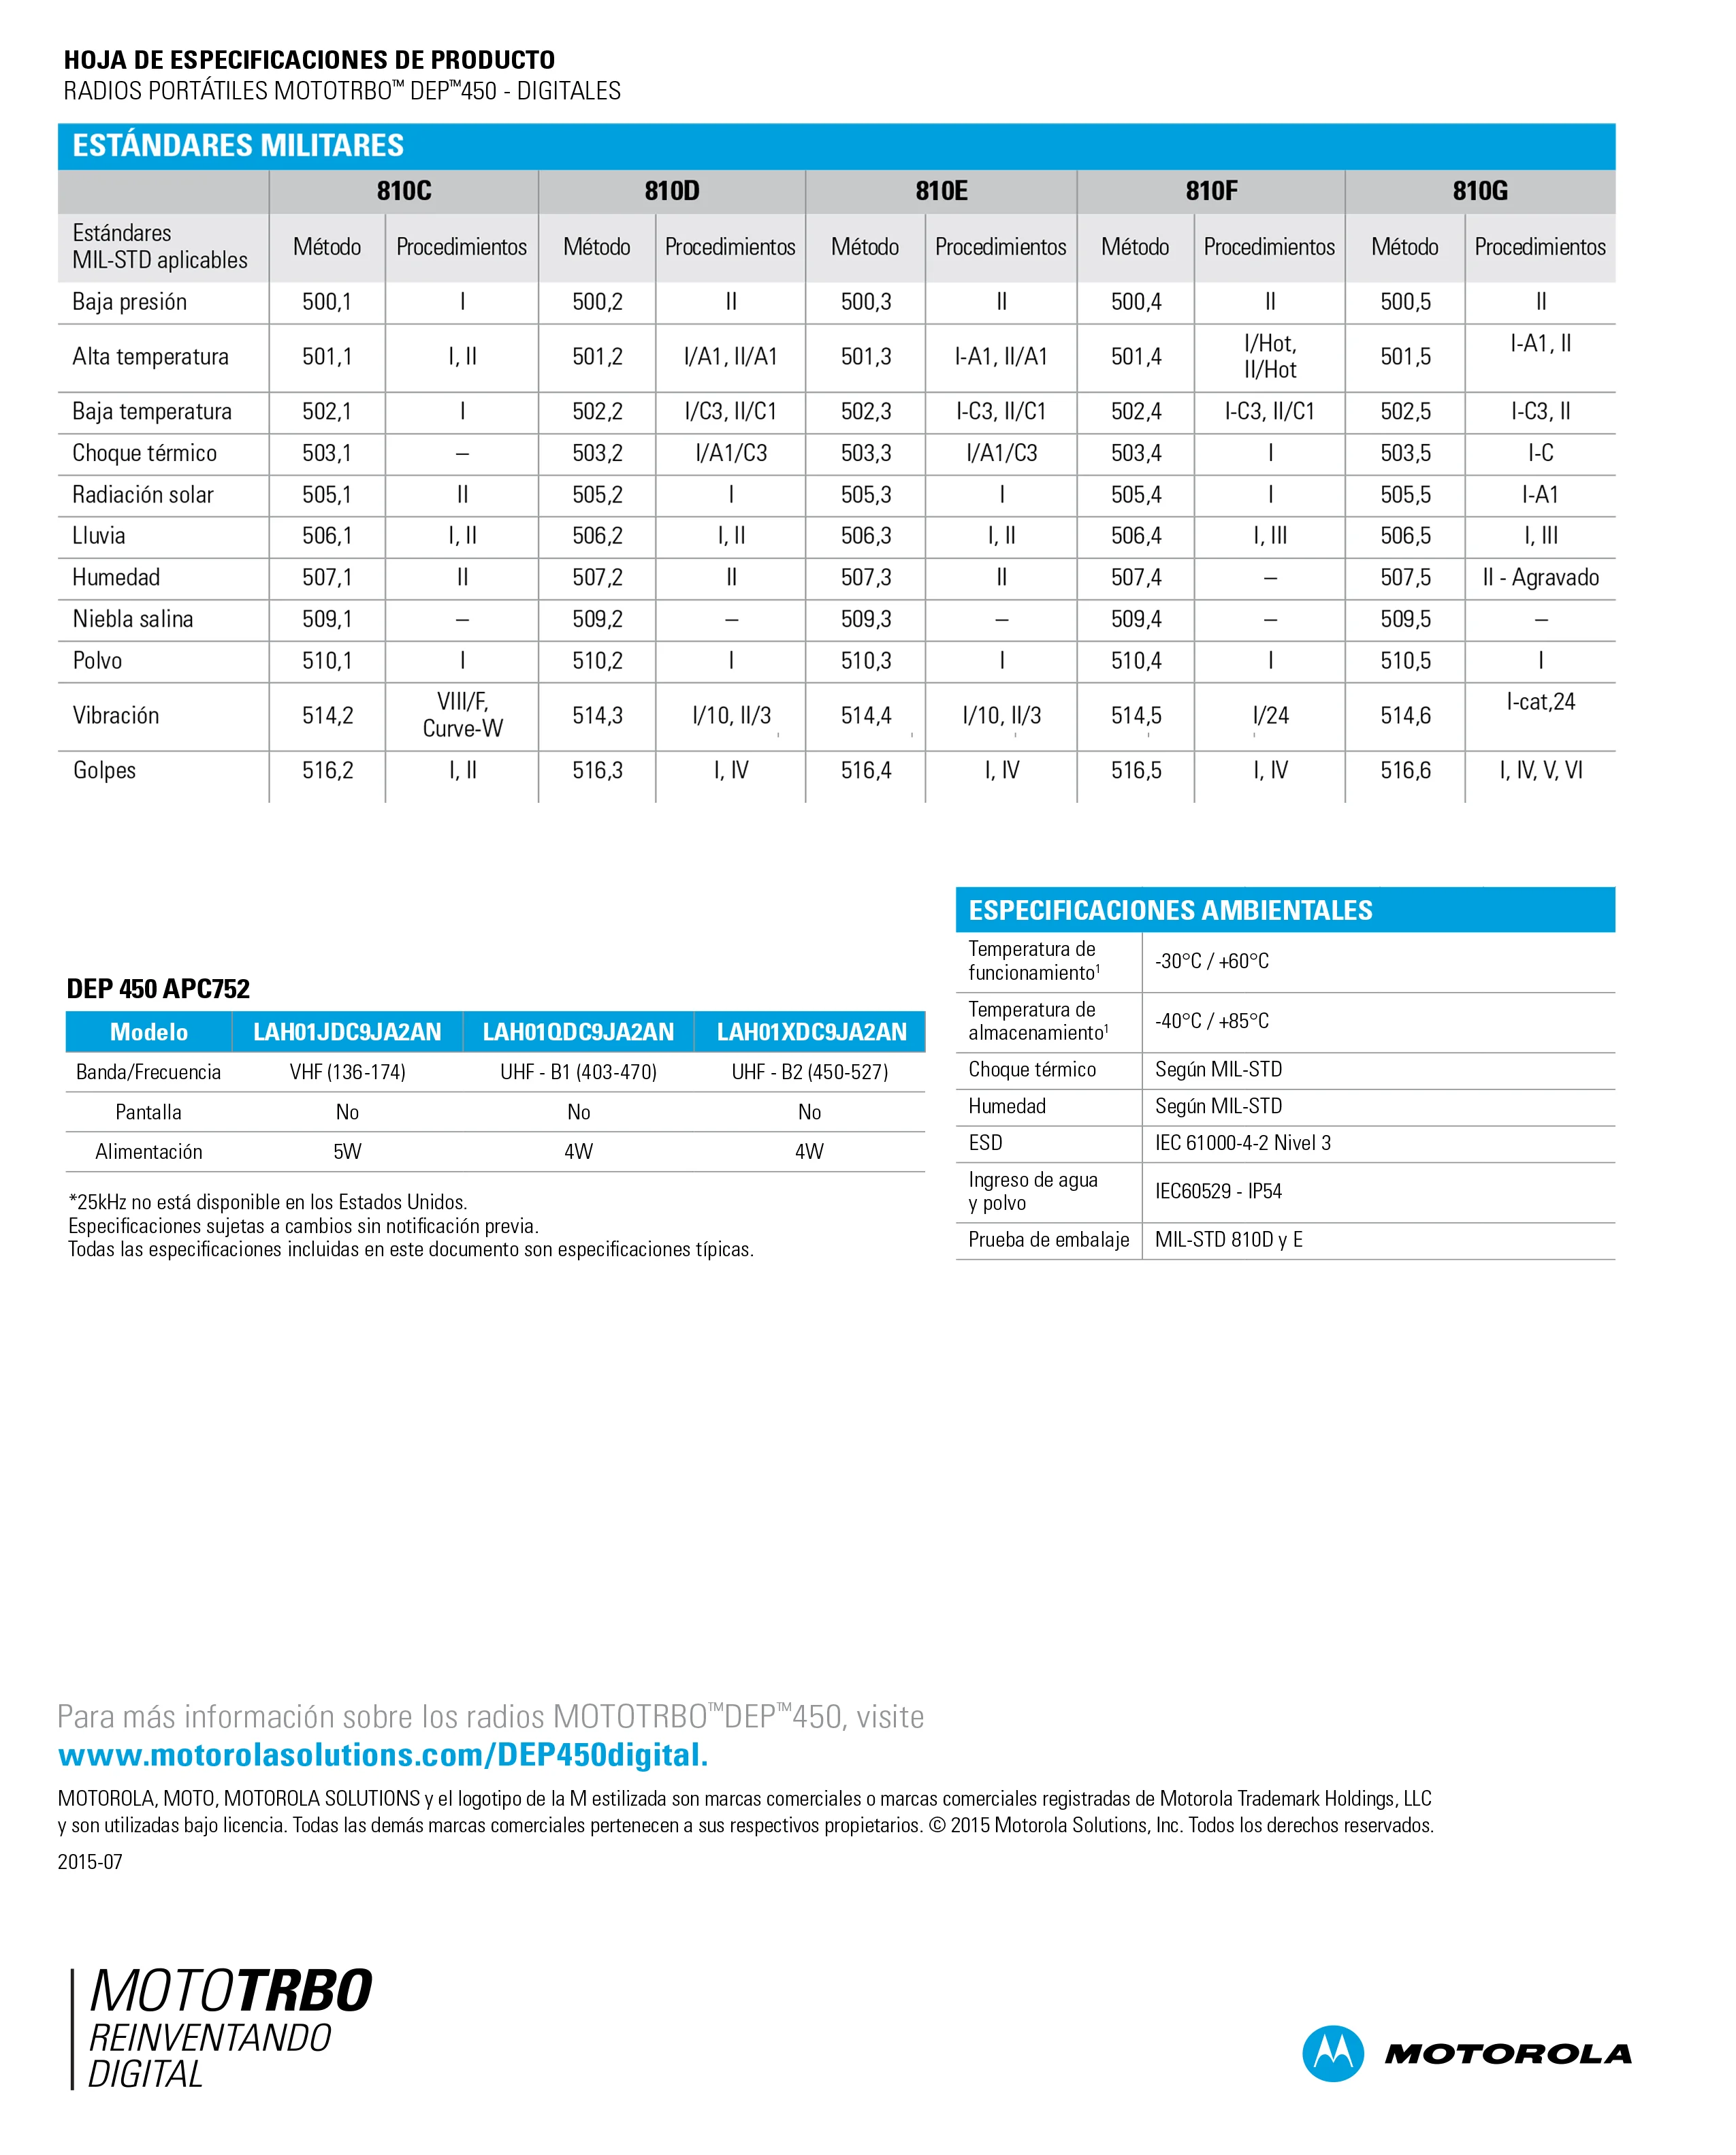 HOJA DE ESPECIFICACIONES DE PRODUCTO
RADIOS PORTÁTILES MOTOTRBO™ DEP™450 - DIGITALES
ESTÁNDARES MILITARES
810C 810D 810E 810F 810G
Estándares MIL-STD aplicables Método Procedimientos Método Procedimientos Método Procedimientos Método Procedimientos Método Procedimientos
Baja presión 500,1 I 500,2 II 500,3 II 500,4 II 500,5 II
Alta temperatura 501,1 I, II 501,2 I/A1, II/A1 501,3 I-A1, II/A1 501,4 I/Hot, II/Hot 501,5 I-A1, II
Baja temperatura 502,1 I 502,2 I/C3, II/C1 502,3 I-C3, II/C1 502,4 I-C3, II/C1 502,5 I-C3, II
Choque térmico 503,1 – 503,2 I/A1/C3 503,3 I/A1/C3 503,4 I 503,5 I-C
Radiación solar 505,1 II 505,2 I 505,3 I 505,4 I 505,5 I-A1
Lluvia 506,1 I, II 506,2 I, II 506,3 I, II 506,4 I, III 506,5 I, III
Humedad 507,1 II 507,2 II 507,3 II 507,4 – 507,5 II - Agravado
Niebla salina 509,1 – 509,2 – 509,3 – 509,4 – 509,5 –
Polvo 510,1 I 510,2 I 510,3 I 510,4 I 510,5 I
Vibración 514,2 VIII/F, Curve-W 514,3 I/10, II/3 514,4 I/10, II/3 514,5 I/24 514,6 I-cat,24
Golpes 516,2 I, II 516,3 I, IV 516,4 I, IV 516,5 I, IV 516,6 I, IV, V, VI
DEP 450 APC752
Modelo LAH01JDC9JA2AN LAH01QDC9JA2AN LAH01XDC9JA2AN
Banda/Frecuencia VHF (136-174) UHF - B1 (403-470) UHF - B2 (450-527)
Pantalla No No No
Alimentación 5W 4W 4W
*25kHz no está disponible en los Estados Unidos.
Especificaciones sujetas a cambios sin notificación previa.
Todas las especificaciones incluidas en este documento son especificaciones típicas.
ESPECIFICACIONES AMBIENTALES
Temperatura de funcionamiento¹ -30°C / +60°C
Temperatura de almacenamiento¹ -40°C / +85°C
Choque térmico Según MIL-STD
Humedad Según MIL-STD
ESD IEC 61000-4-2 Nivel 3
Ingreso de agua y polvo IEC60529 - IP54
Prueba de embalaje MIL-STD 810D y E
Para más información sobre los radios MOTOTRBO™DEP™450, visite
www.motorolasolutions.com/DEP450digital.
MOTOROLA, MOTO, MOTOROLA SOLUTIONS y el logotipo de la M estilizada son marcas comerciales o marcas comerciales registradas de Motorola Trademark Holdings, LLC
y son utilizadas bajo licencia. Todas las demás marcas comerciales pertenecen a sus respectivos propietarios. © 2015 Motorola Solutions, Inc. Todos los derechos reservados.
2015-07
MOTOTRBO
REINVENTANDO
DIGITAL
MOTOROLA